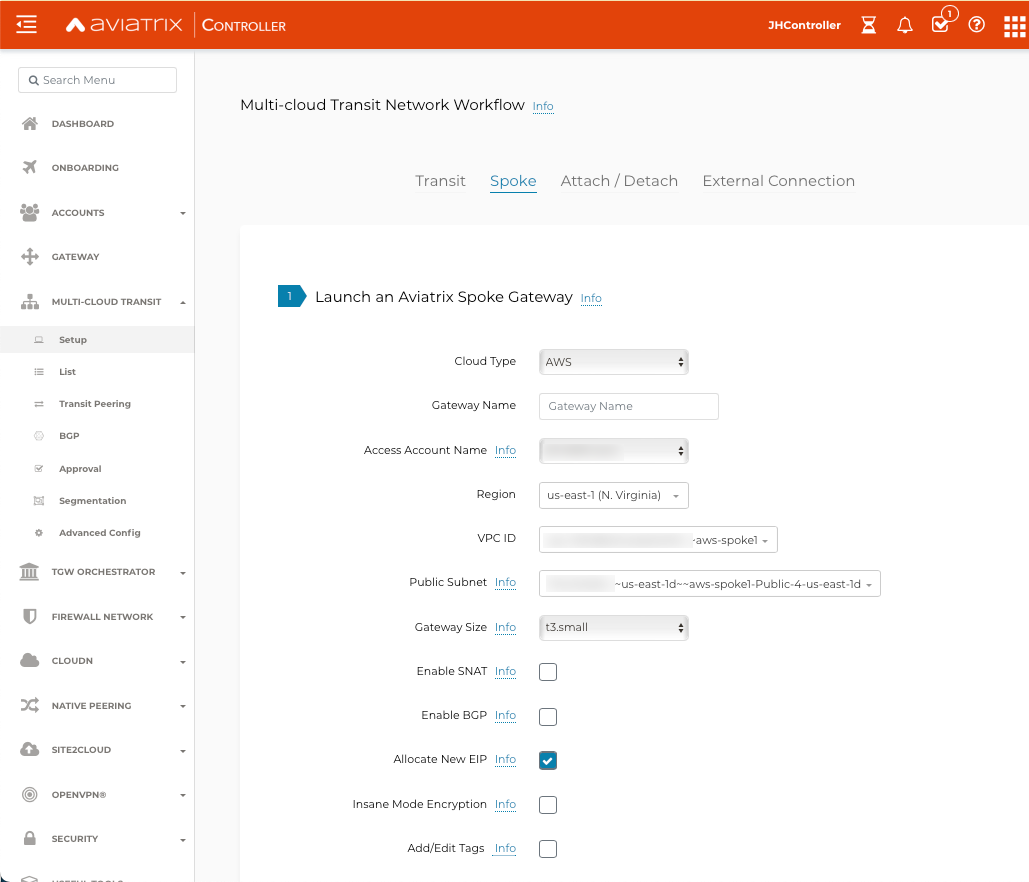 aviatrix CONTROLLER JHController 1
Search Menu
DASHBOARD
ONBOARDING
ACCOUNTS
GATEWAY
MULTI-CLOUD TRANSIT
Setup
List
Transit Peering
BGP
Approval
Segmentation
Advanced Config
TGW ORCHESTRATOR
FIREWALL NETWORK
CLOUDN
NATIVE PEERING
SITE2CLOUD
OPENVPN®
SECURITY
USEFUL TOOLS
Multi-cloud Transit Network Workflow Info
Transit Spoke Attach / Detach External Connection
1 Launch an Aviatrix Spoke Gateway Info
Cloud Type AWS
Gateway Name Gateway Name
Access Account Name Info
Region us-east-1 (N. Virginia)
VPC ID ~aws-spoke1
Public Subnet Info ~us-east-1d~~aws-spoke1-Public-4-us-east-1d
Gateway Size Info t3.small
Enable SNAT Info
Enable BGP Info
Allocate New EIP Info
Insane Mode Encryption Info
Add/Edit Tags Info